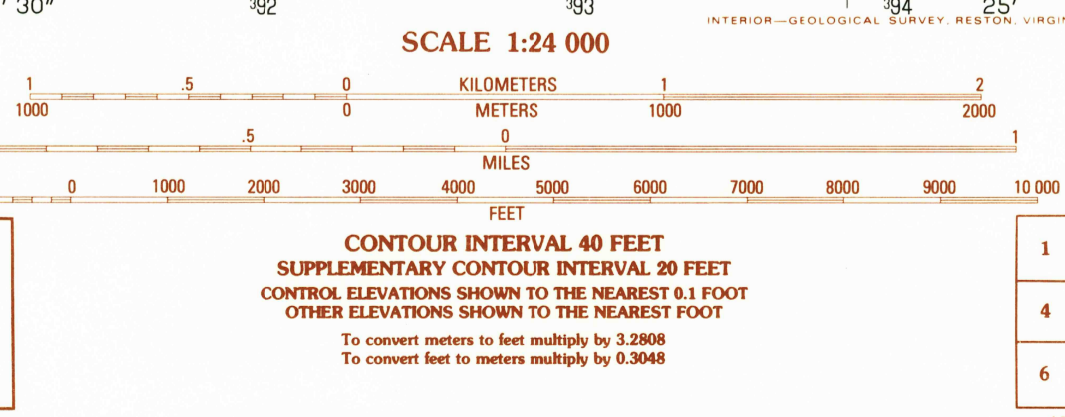 ' 30" ³92 ³93 ³94 25'
INTERIOR—GEOLOGICAL SURVEY, RESTON, VIRGIN
SCALE 1:24 000
1 .5 0 KILOMETERS 1 2
1000 0 METERS 1000 2000
.5 0 1
MILES
0 1000 2000 3000 4000 5000 6000 7000 8000 9000 10 000
FEET
CONTOUR INTERVAL 40 FEET
SUPPLEMENTARY CONTOUR INTERVAL 20 FEET
CONTROL ELEVATIONS SHOWN TO THE NEAREST 0.1 FOOT
OTHER ELEVATIONS SHOWN TO THE NEAREST FOOT
To convert meters to feet multiply by 3.2808
To convert feet to meters multiply by 0.3048
1
4
6